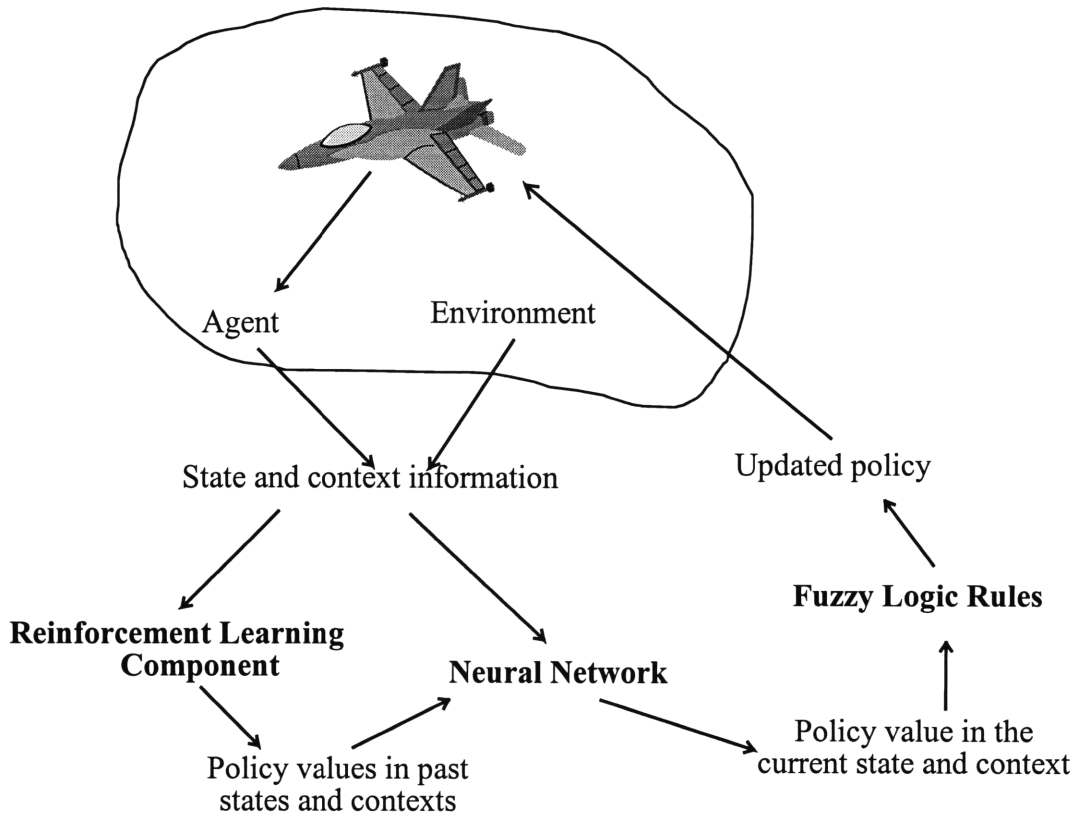 Agent
Environment
State and context information
Updated policy
Reinforcement Learning
Component
Neural Network
Fuzzy Logic Rules
Policy values in past
states and contexts
Policy value in the
current state and context